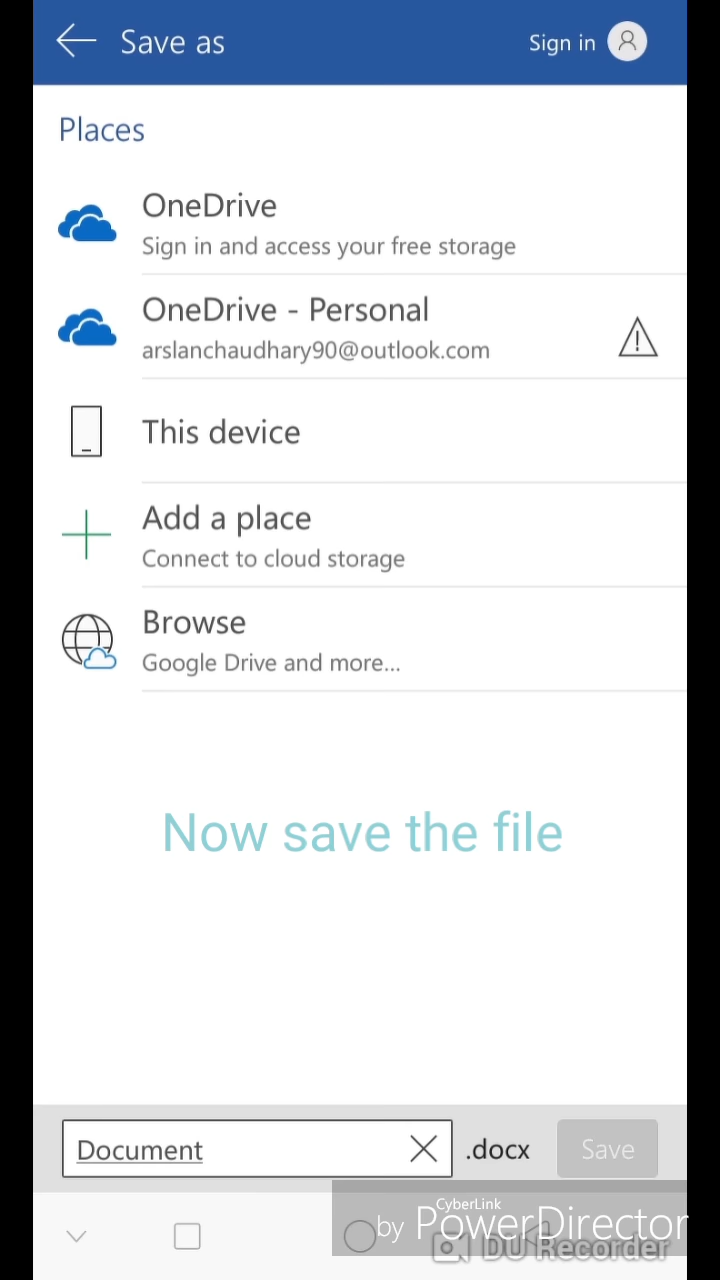 Save as
Sign in
Places
OneDrive
Sign in and access your free storage
OneDrive - Personal
arslanchaudhary90@outlook.com
This device
Add a place
Connect to cloud storage
Browse
Google Drive and more...
Now save the file
Document
.docx
Save
CyberLink
by PowerDirector
DU Recorder